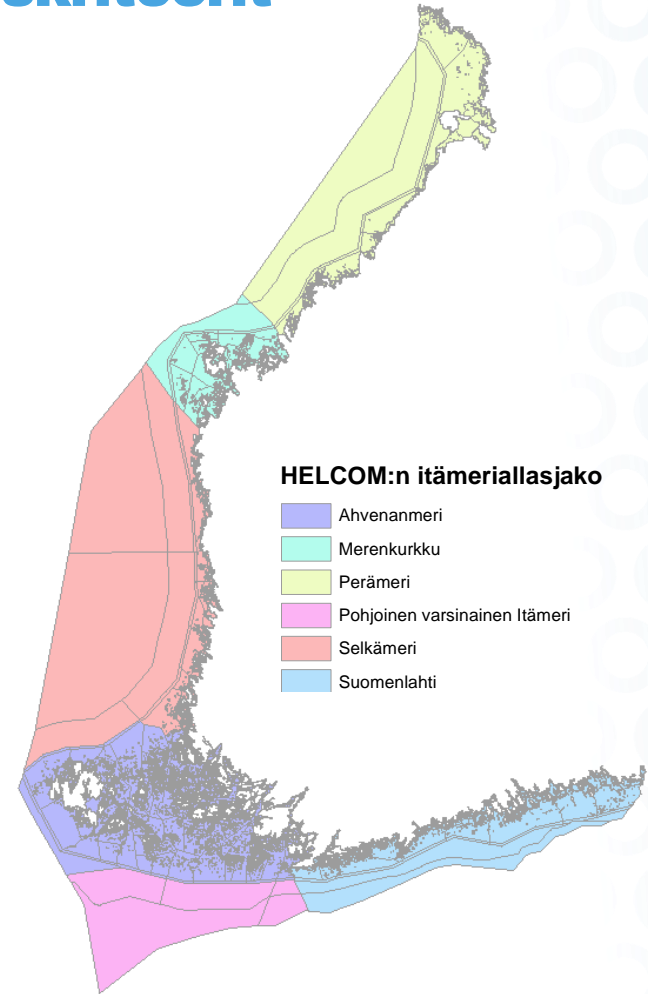 HELCOM:n itämeriallasjako
Ahvenanmeri
Merenkurkku
Perämeri
Pohjoinen varsinainen Itämeri
Selkämeri
Suomenlahti